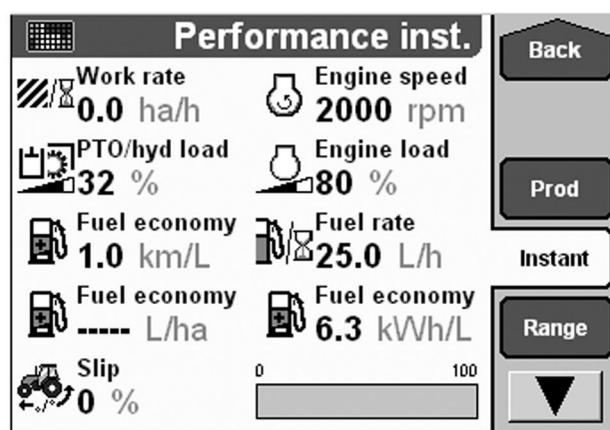 Performance inst.
Back
Work rate
0.0 ha/h
Engine speed
2000 rpm
PTO/hyd load
32 %
Engine load
80 %
Prod
Fuel economy
1.0 km/L
Fuel rate
25.0 L/h
Instant
Fuel economy
----- L/ha
Fuel economy
6.3 kWh/L
Range
Slip
0 %
0 100